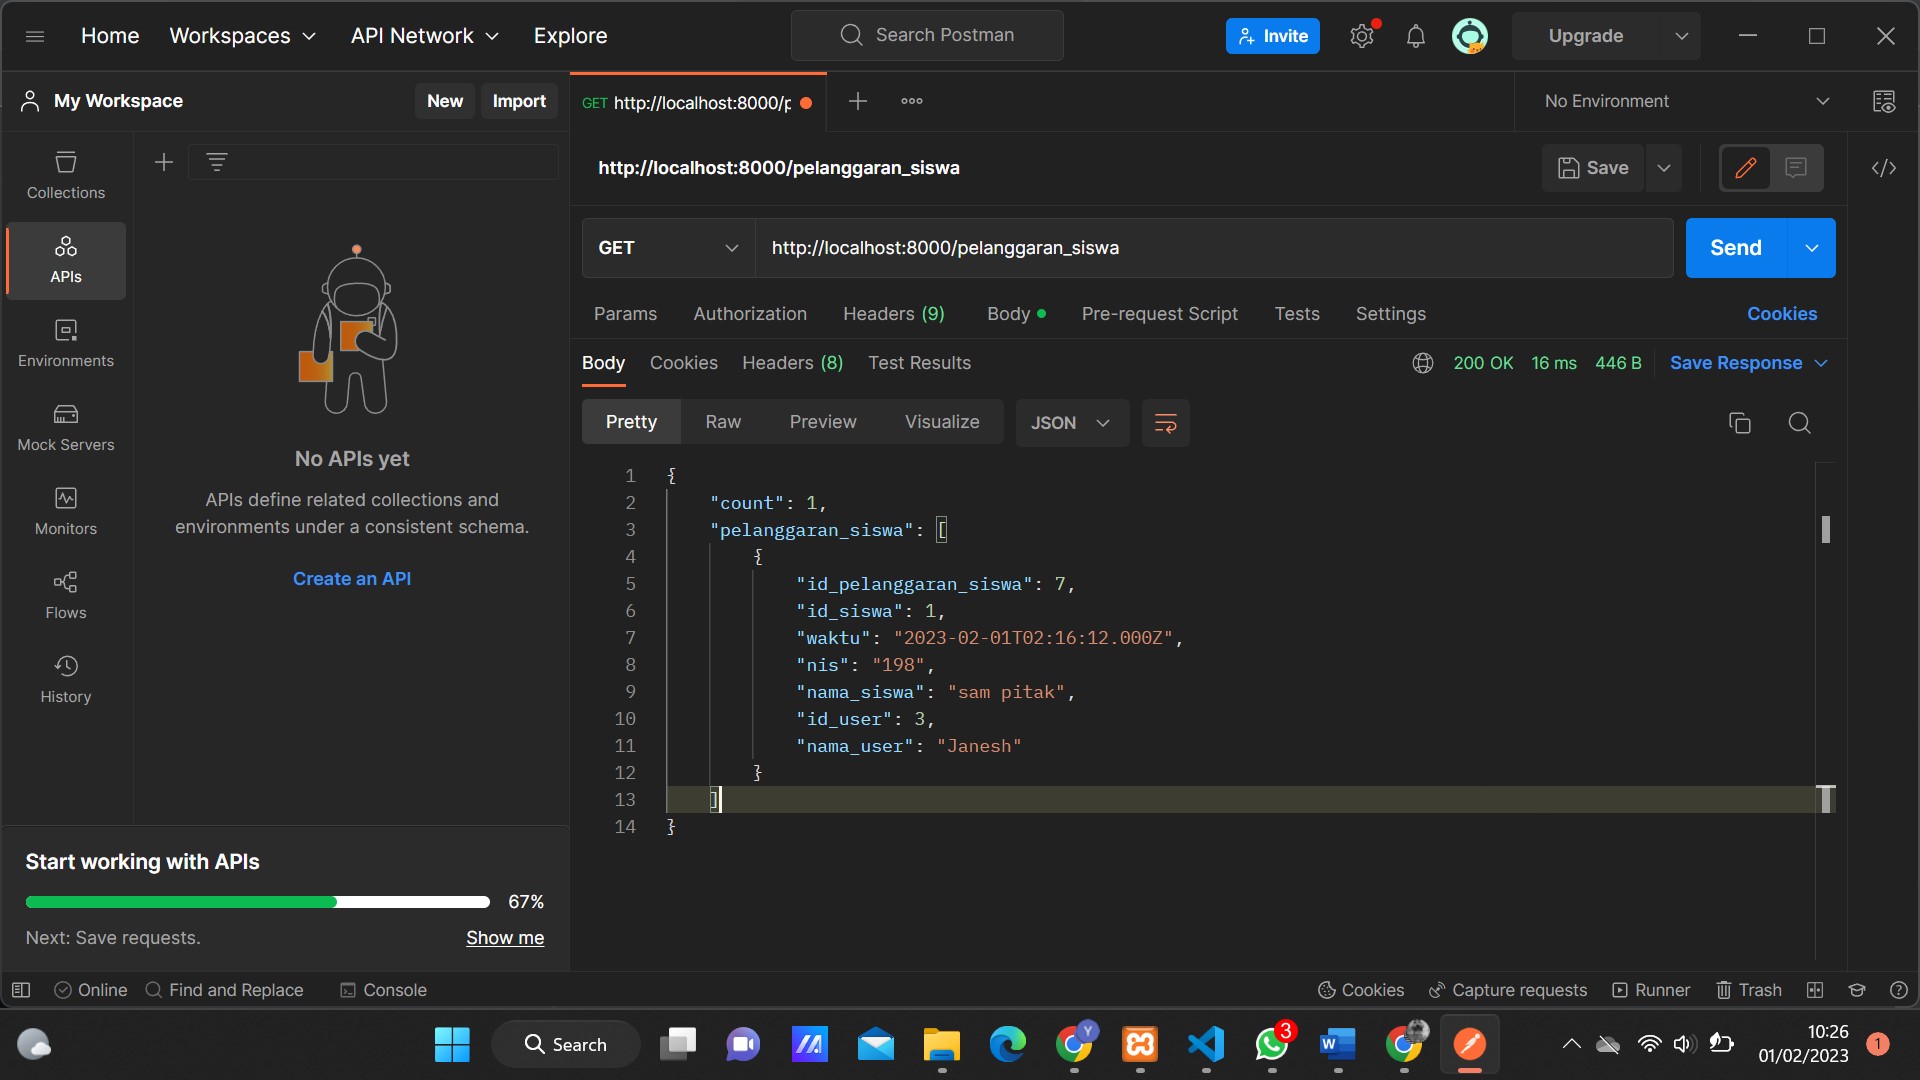 Home Workspaces API Network Explore Search Postman Invite Upgrade
My Workspace New Import GET http://localhost:8000/p No Environment
http://localhost:8000/pelanggaran_siswa Save
Collections
APIs
Environments
Mock Servers
Monitors
Flows
History
No APIs yet
APIs define related collections and
environments under a consistent schema.
Create an API
Start working with APIs
67%
Next: Save requests. Show me
GET http://localhost:8000/pelanggaran_siswa Send
Params Authorization Headers (9) Body Pre-request Script Tests Settings Cookies
Body Cookies Headers (8) Test Results 200 OK 16 ms 446 B Save Response
Pretty Raw Preview Visualize JSON
1 {
2 "count": 1,
3 "pelanggaran_siswa": [
4 {
5 "id_pelanggaran_siswa": 7,
6 "id_siswa": 1,
7 "waktu": "2023-02-01T02:16:12.000Z",
8 "nis": "198",
9 "nama_siswa": "sam pitak",
10 "id_user": 3,
11 "nama_user": "Janesh"
12 }
13 ]
14 }
Online Find and Replace Console Cookies Capture requests Runner Trash
Search Y 3 W 10:26 1
01/02/2023